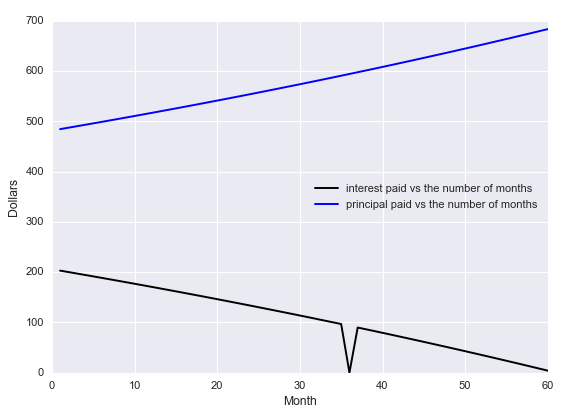 700
600
500
400
300
200
100
0
Dollars
interest paid vs the number of months
principal paid vs the number of months
0 10 20 30 40 50 60
Month